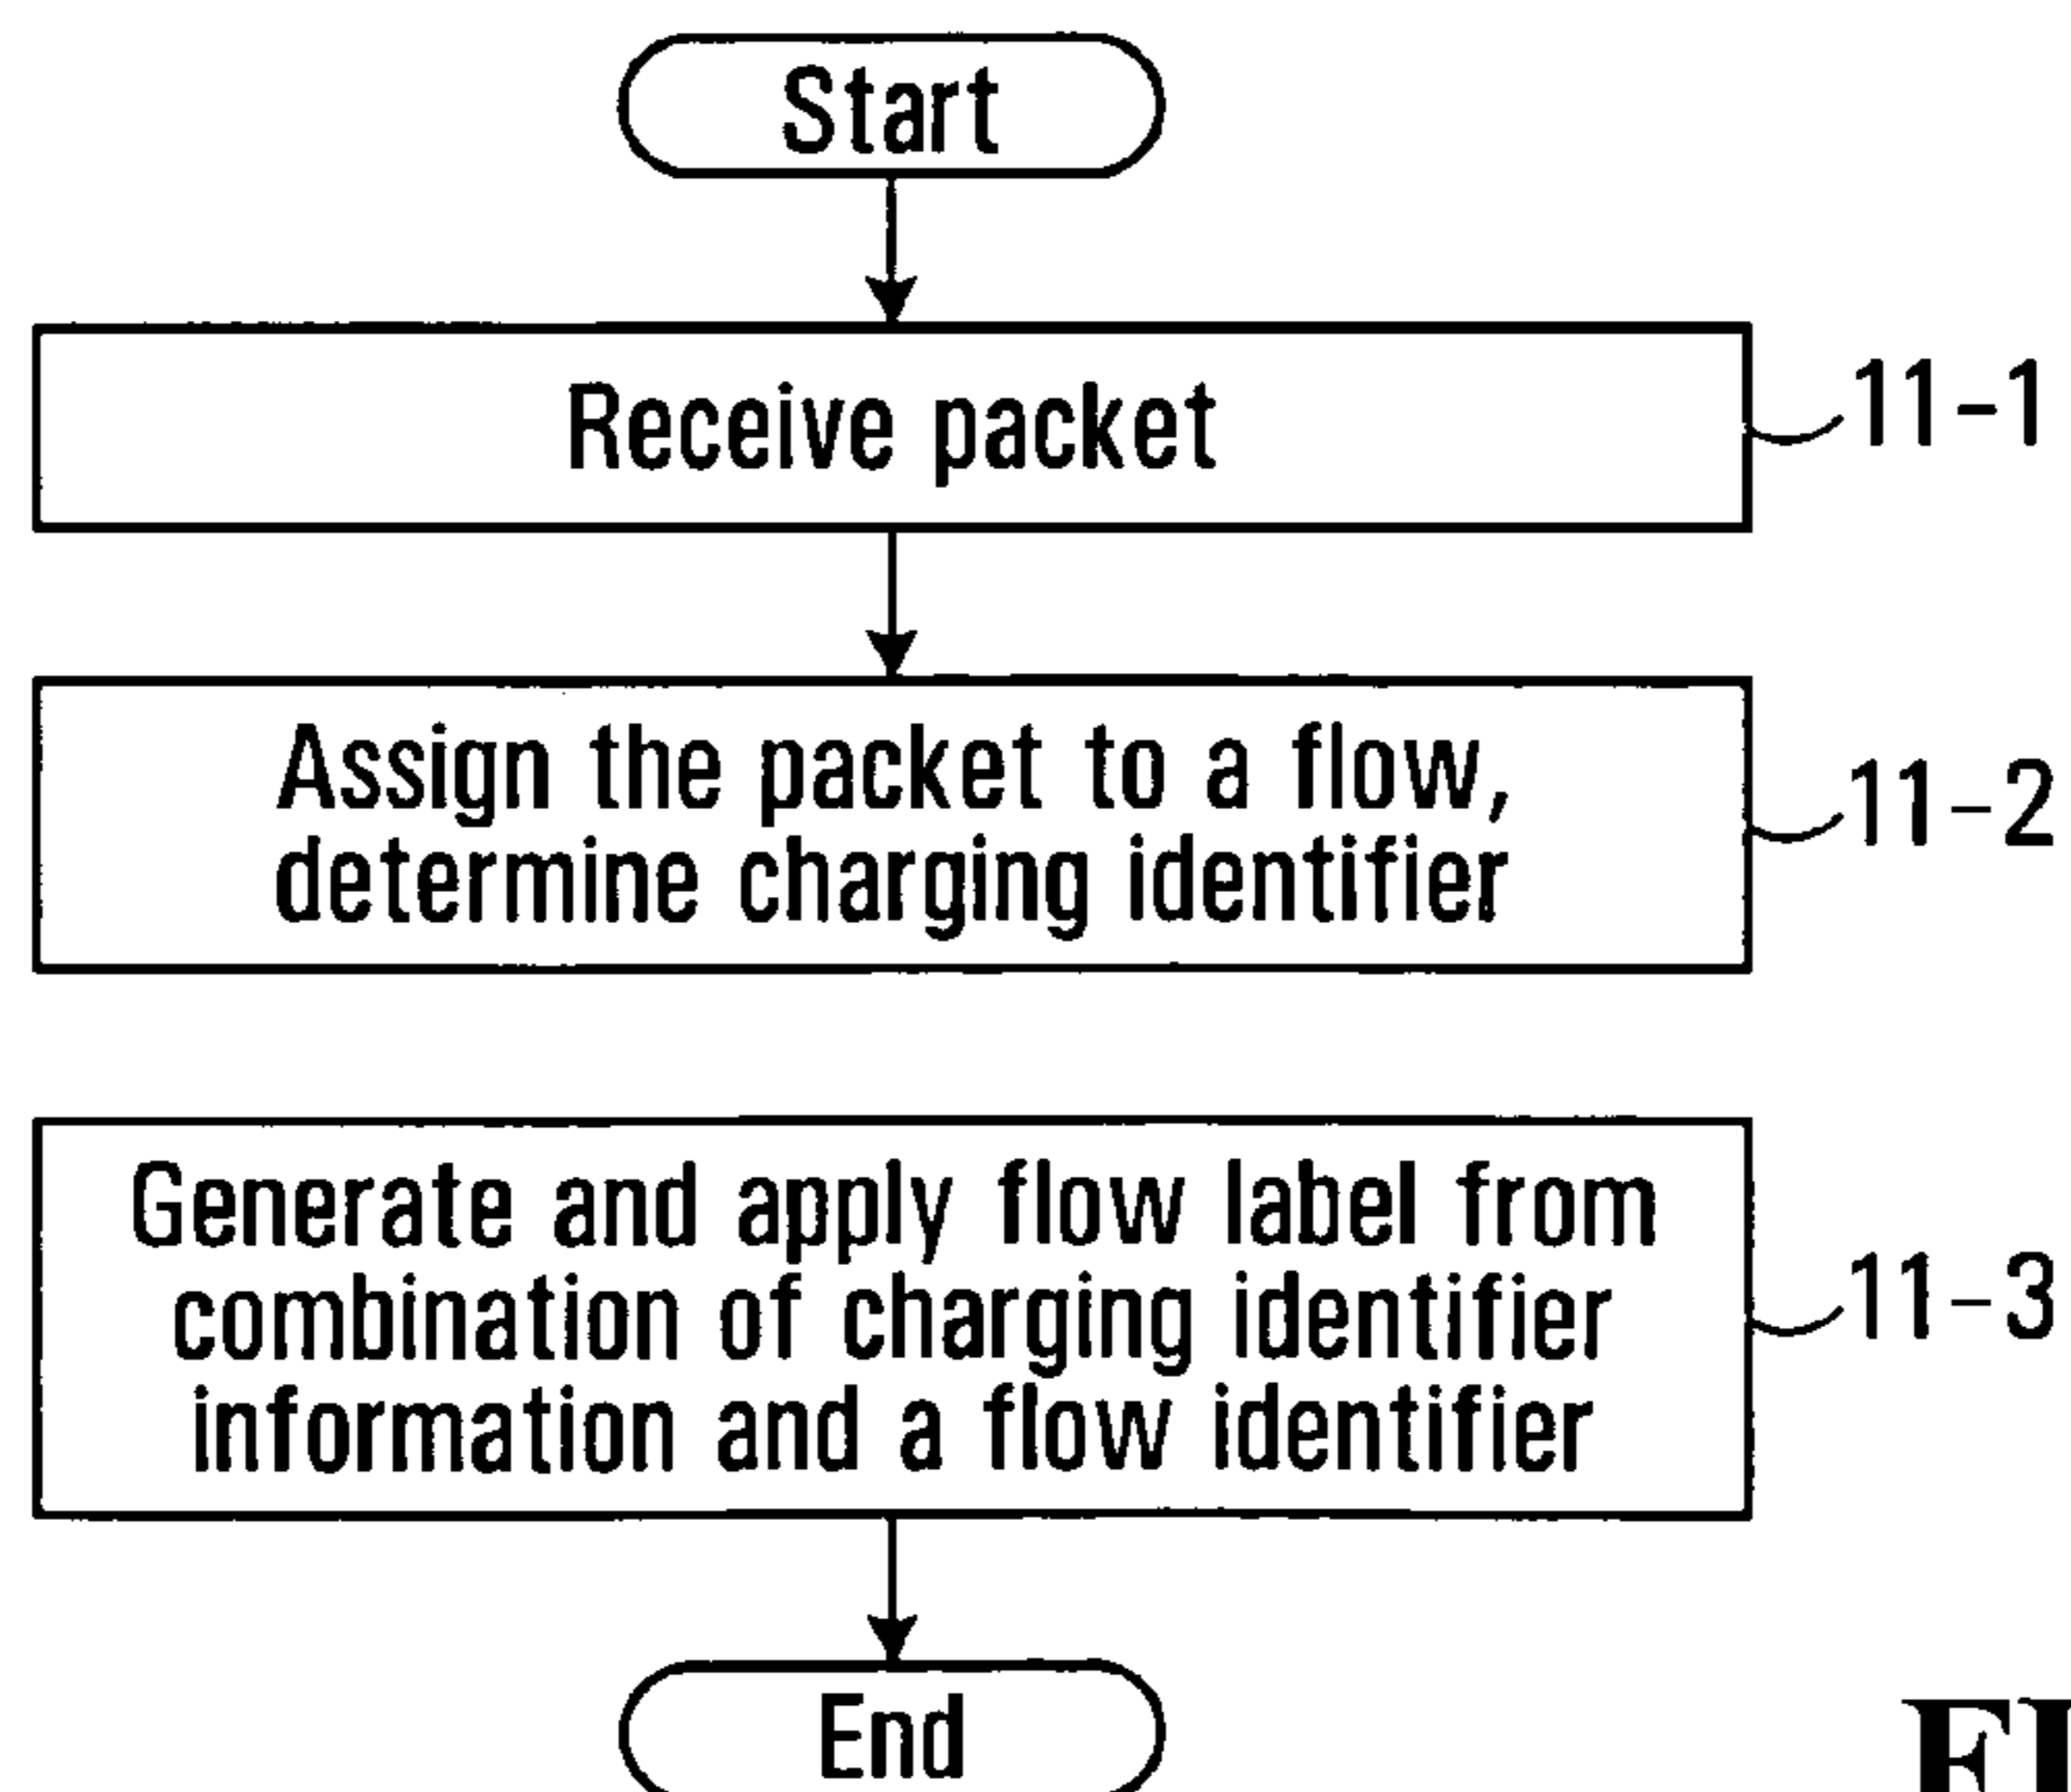 Start
Receive packet
11-1
Assign the packet to a flow,
determine charging identifier
11-2
Generate and apply flow label from
combination of charging identifier
information and a flow identifier
11-3
End